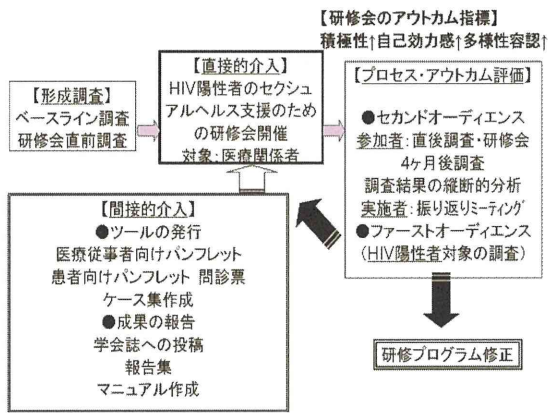 【研修会のアウトカム指標】
積極性↑自己効力感↑多様性容認↑
【形成調査】
ベースライン調査
研修会直前調査
【直接的介入】
HIV陽性者のセクシュ
アルヘルス支援のため
の研修会開催
対象:医療関係者
【プロセス・アウトカム評価】
●セカンドオーディエンス
参加者:直後調査・研修会
4ヶ月後調査
調査結果の縦断的分析
実施者:振り返りミーティング
●ファーストオーディエンス
(HIV陽性者対象の調査)
【間接的介入】
●ツールの発行
医療従事者向けパンフレット
患者向けパンフレット 問診票
ケース集作成
●成果の報告
学会誌への投稿
報告集
マニュアル作成
研修プログラム修正